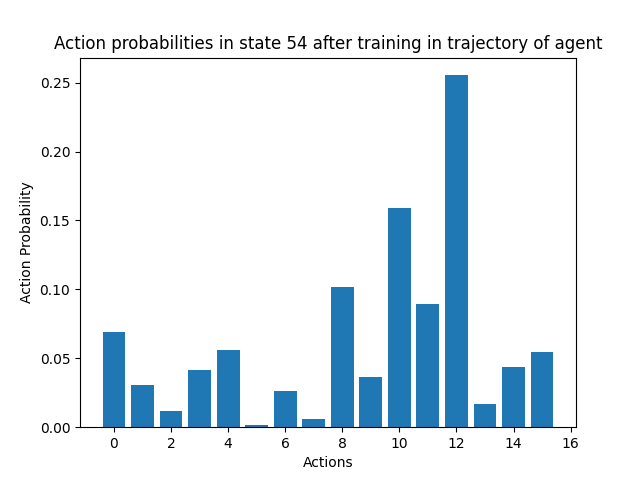 Action probabilities in state 54 after training in trajectory of agent
0.25
0.20
0.15
0.10
0.05
0.00
Action Probability
0 2 4 6 8 10 12 14 16
Actions